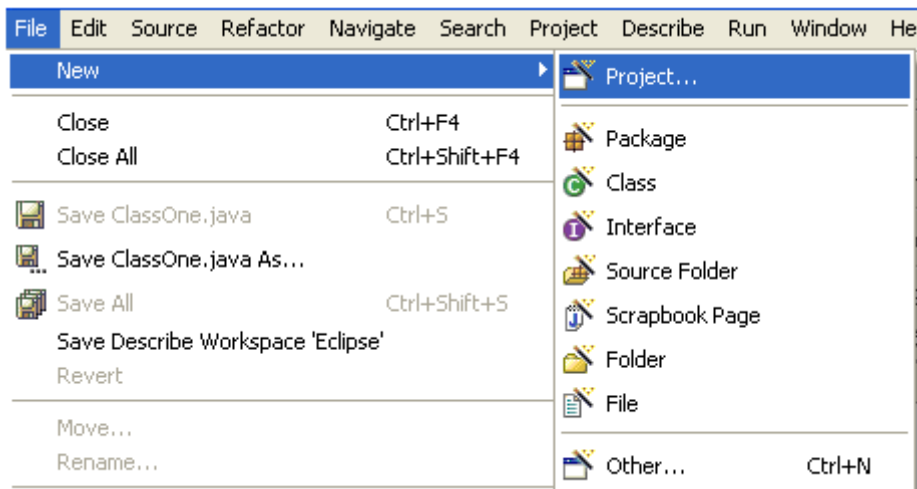 File Edit Source Refactor Navigate Search Project Describe Run Window He
New
Close Ctrl+F4
Close All Ctrl+Shift+F4
Save ClassOne.java Ctrl+S
Save ClassOne.java As...
Save All Ctrl+Shift+S
Save Describe Workspace 'Eclipse'
Revert
Move...
Rename...
Project...
Package
Class
Interface
Source Folder
Scrapbook Page
Folder
File
Other... Ctrl+N